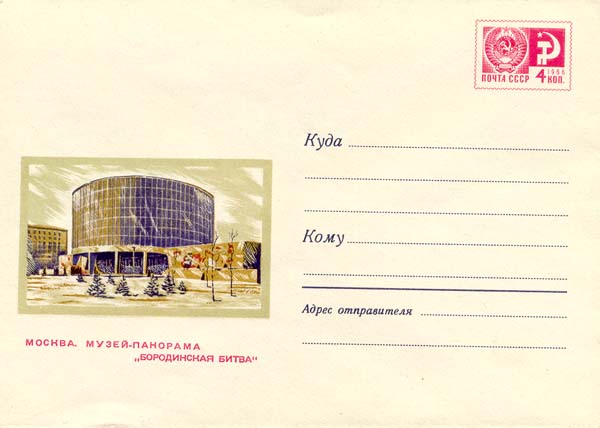 ПОЧТА СССР
1966
4 КОП.
Куда
Кому
Адрес отправителя
МОСКВА. МУЗЕЙ-ПАНОРАМА
„БОРОДИНСКАЯ БИТВА“